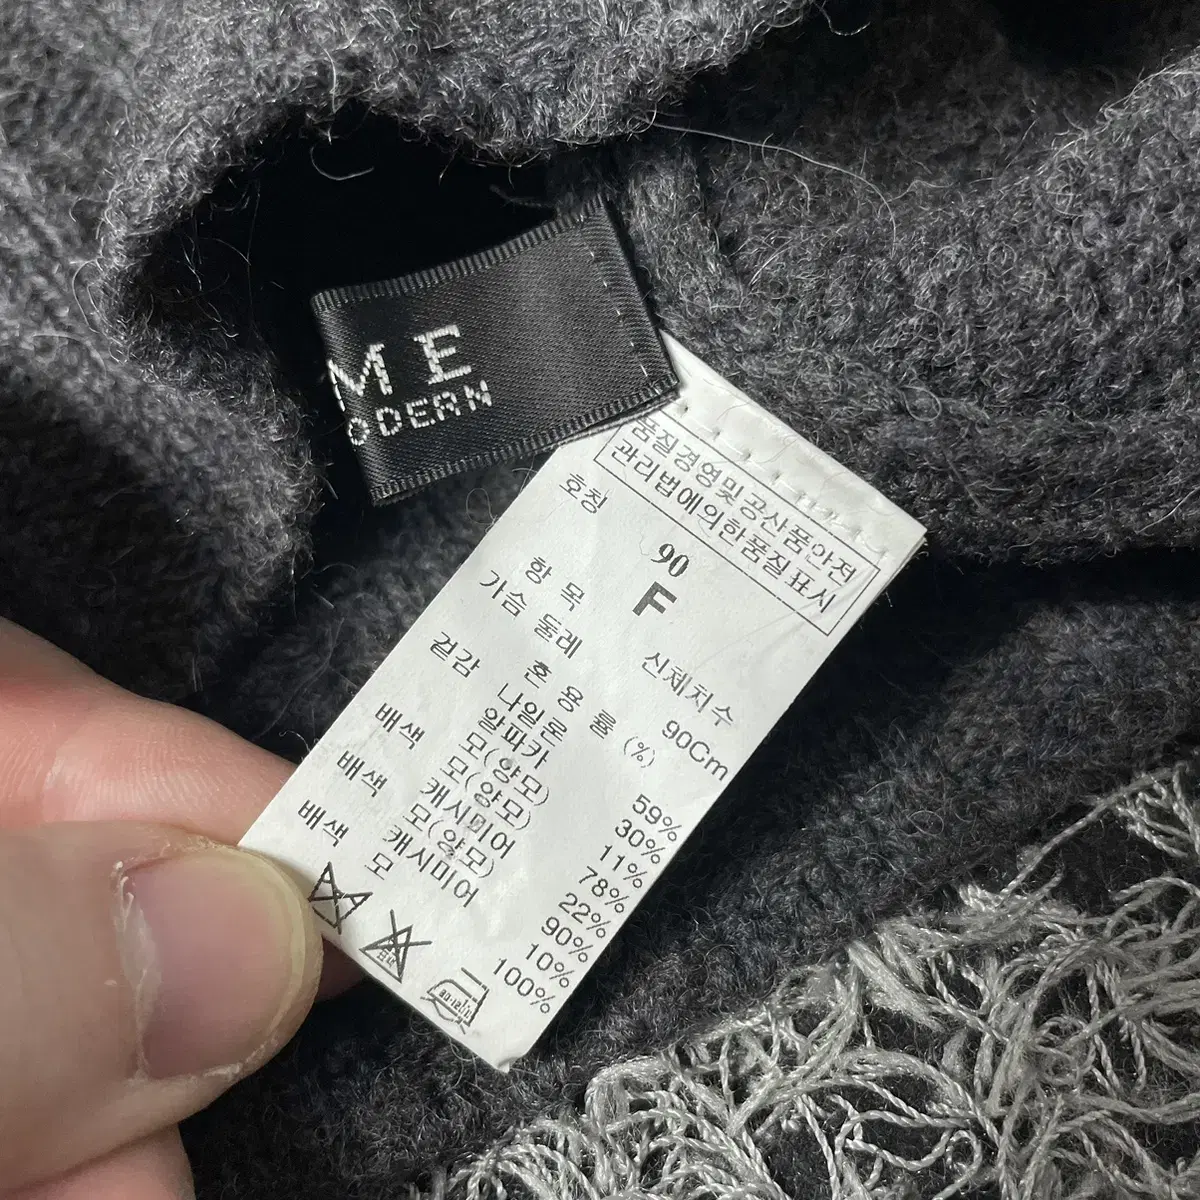 ME
ODERN
품질경영및공산품안전
관리법에의한품질표시
호칭
90
F
항 목 신체치수
가슴 둘레 90Cm
혼 용 률 (%)
겉감 나일론 59%
알파카 30%
모(양모) 11%
배색 모(양모) 78%
캐시미어 22%
배색 모(양모) 90%
캐시미어 10%
배색 모 100%